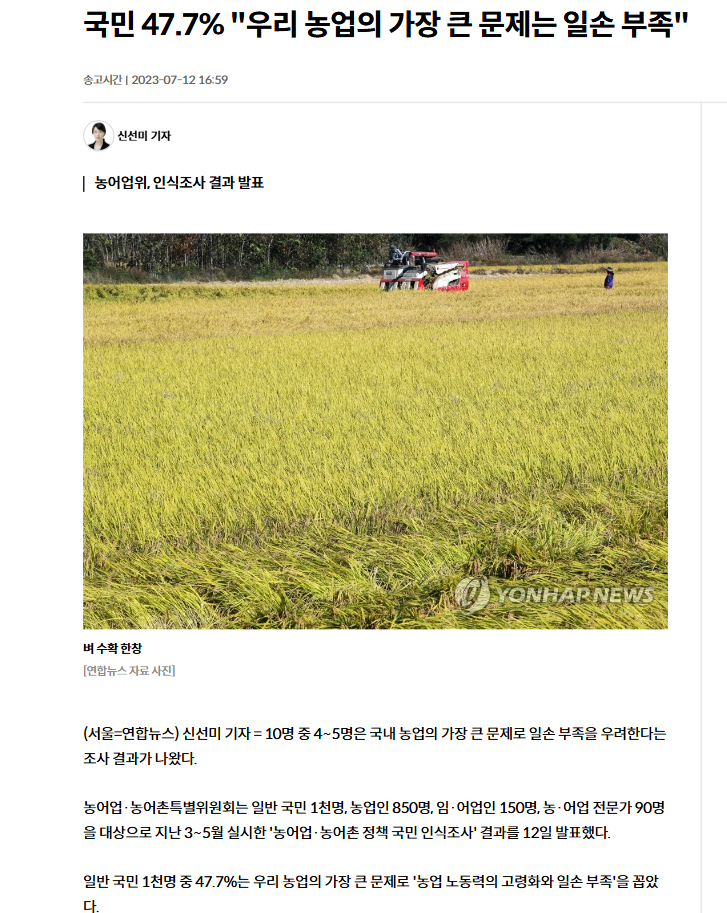 국민 47.7% "우리 농업의 가장 큰 문제는 일손 부족"
송고시간 | 2023-07-12 16:59
신선미 기자
농어업위, 인식조사 결과 발표
YONHAP NEWS
벼 수확 한창
[연합뉴스 자료 사진]
(서울=연합뉴스) 신선미 기자 = 10명 중 4~5명은 국내 농업의 가장 큰 문제로 일손 부족을 우려한다는
조사 결과가 나왔다.
농어업·농어촌특별위원회는 일반 국민 1천명, 농업인 850명, 임·어업인 150명, 농·어업 전문가 90명
을 대상으로 지난 3~5월 실시한 '농어업·농어촌 정책 국민 인식조사' 결과를 12일 발표했다.
일반 국민 1천명 중 47.7%는 우리 농업의 가장 큰 문제로 '농업 노동력의 고령화와 일손 부족'을 꼽았
다.